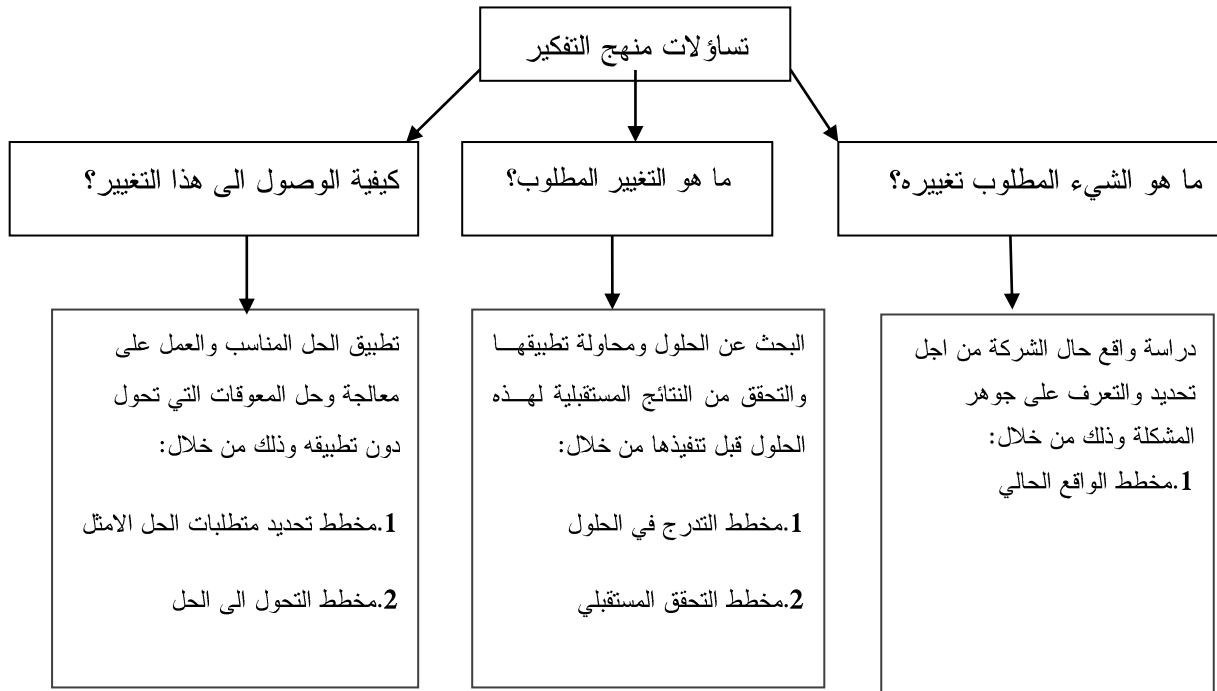 تساؤلات منهج التفكير
ما هو الشيء المطلوب تغييره؟
ما هو التغيير المطلوب؟
كيفية الوصول الى هذا التغيير؟
دراسة واقع حال الشركة من اجل
تحديد والتعرف على جوهر
المشكلة وذلك من خلال:
1.مخطط الواقع الحالي
البحث عن الحلول ومحاولة تطبيقها
والتحقق من النتائج المستقبلية لهذه
الحلول قبل تنفيذها من خلال:
1.مخطط التدرج في الحلول
2.مخطط التحقق المستقبلي
تطبيق الحل المناسب والعمل على
معالجة وحل المعوقات التي تحول
دون تطبيقه وذلك من خلال:
1.مخطط تحديد متطلبات الحل الامثل
2.مخطط التحول الى الحل